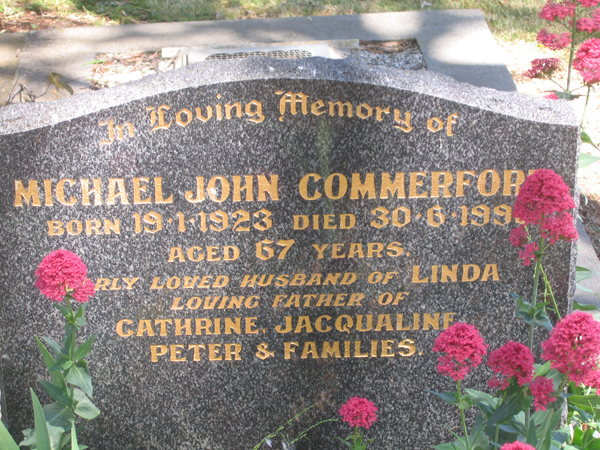 In Loving Memory of
MICHAEL JOHN COMMERFORD
BORN 19·1·1923 DIED 30·6·199
AGED 67 YEARS.
RLY LOVED HUSBAND OF LINDA
LOVING FATHER OF
CATHRINE, JACQUALINE
PETER & FAMILIES.